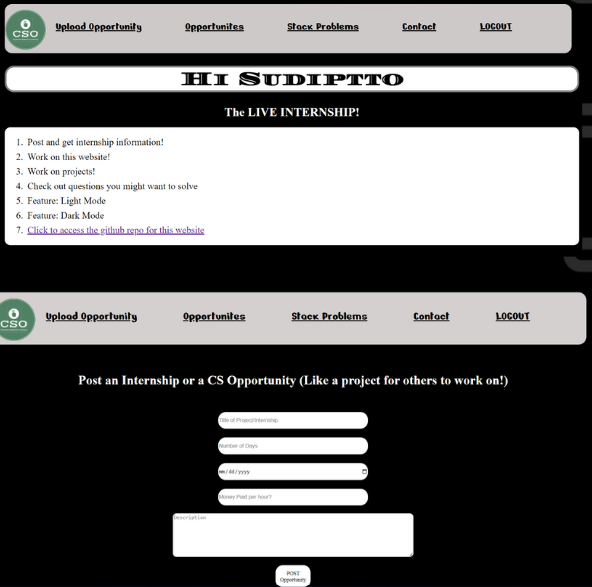 CSO
Upload Opportunity Opportunites Stack Problems Contact LOGOUT
Hi Sudiptto
The LIVE INTERNSHIP!
1. Post and get internship information!
2. Work on this website!
3. Work on projects!
4. Check out questions you might want to solve
5. Feature: Light Mode
6. Feature: Dark Mode
7. Click to access the github repo for this website
CSO
Upload Opportunity Opportunites Stack Problems Contact LOGOUT
Post an Internship or a CS Opportunity (Like a project for others to work on!)
Title of Project/Internship
Number of Days
mm/dd/yyyy
Money Paid per hour?
Description
POST
Opportunity